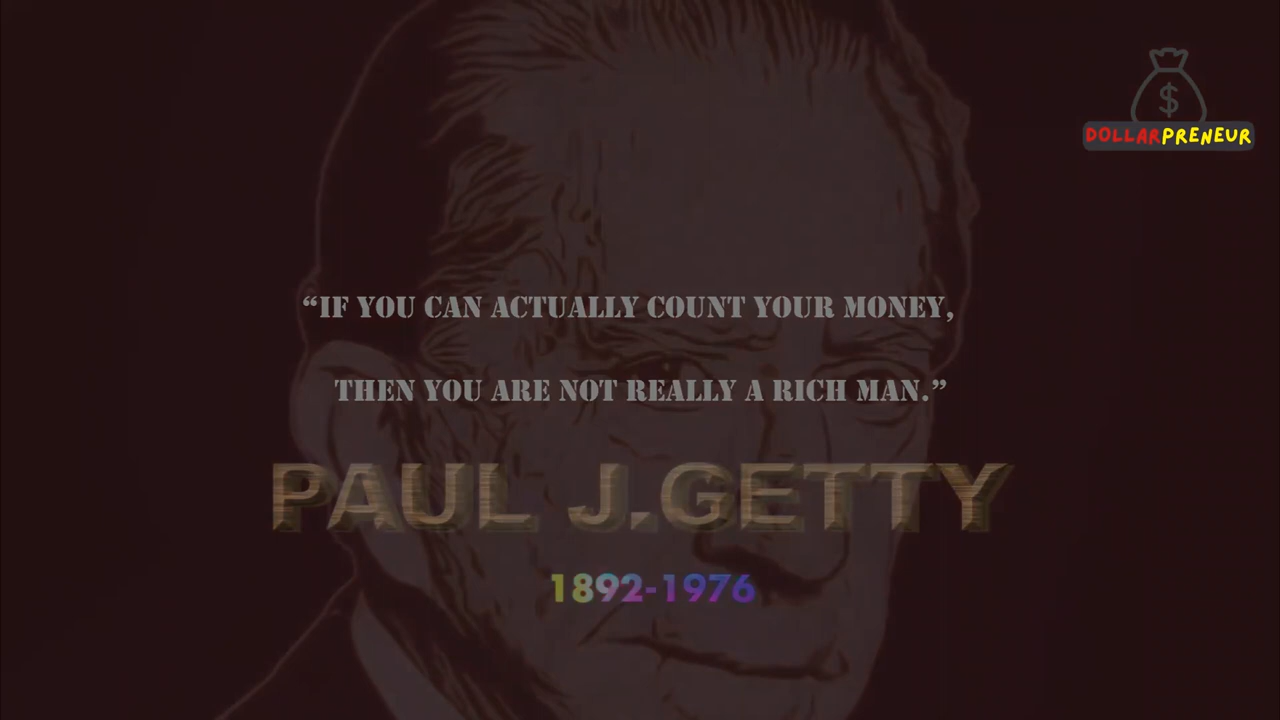 $
DOLLARPRENEUR
“IF YOU CAN ACTUALLY COUNT YOUR MONEY,
THEN YOU ARE NOT REALLY A RICH MAN.”
PAUL J.GETTY
1892-1976